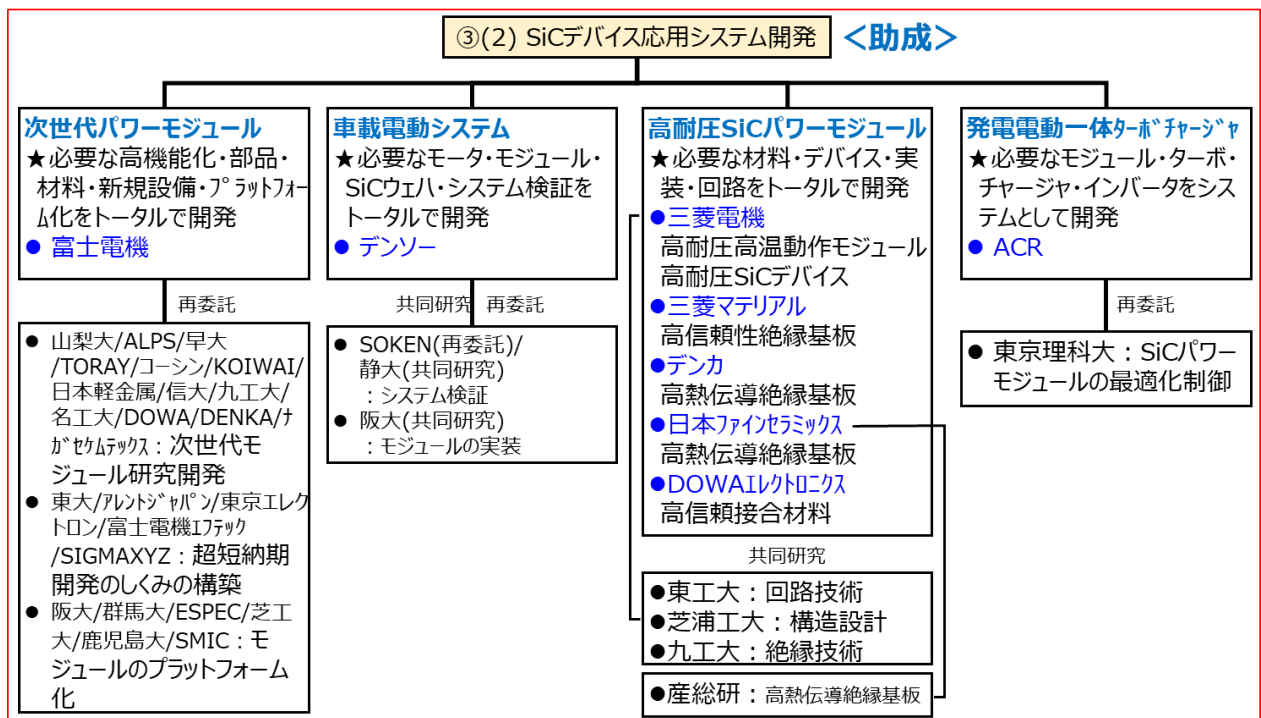 ③(2) SiCデバイス応用システム開発
＜助成＞
次世代パワーモジュール
★必要な高機能化・部品・
材料・新規設備・ﾌﾟﾗｯﾄﾌｫｰ
ﾑ化をトータルで開発
● 富士電機
再委託
● 山梨大/ALPS/早大
/TORAY/コーシン/KOIWAI/
日本軽金属/信大/九工大/
名工大/DOWA/DENKA/ﾅ
ｶﾞｾｹﾑﾃｯｸｽ：次世代モ
ジュール研究開発
● 東大/ｱﾚﾝﾄｼﾞｬﾊﾟﾝ/東京エレク
トロン/富士電機ｴﾌﾃｯｸ
/SIGMAXYZ：超短納期
開発のしくみの構築
● 阪大/群馬大/ESPEC/芝工
大/鹿児島大/SMIC：モ
ジュールのプラットフォーム
化
車載電動システム
★必要なモータ・モジュール・
SiCウェハ・システム検証を
トータルで開発
● デンソー
共同研究 再委託
● SOKEN(再委託)/
静大(共同研究)
：システム検証
● 阪大(共同研究)
：モジュールの実装
高耐圧SiCパワーモジュール
★必要な材料・デバイス・実
装・回路をトータルで開発
●三菱電機
高耐圧高温動作モジュール
高耐圧SiCデバイス
●三菱マテリアル
高信頼性絶縁基板
●デンカ
高熱伝導絶縁基板
●日本ﾌｧｲﾝｾﾗﾐｯｸｽ
高熱伝導絶縁基板
●DOWAｴﾚｸﾄﾛﾆｸｽ
高信頼接合材料
共同研究
●東工大：回路技術
●芝浦工大：構造設計
●九工大：絶縁技術
●産総研：高熱伝導絶縁基板
発電電動一体ﾀｰﾎﾞﾁｬｰｼﾞｬ
★必要なモジュール・ターボ・
チャージャ・インバータをシス
テムとして開発
● ACR
再委託
● 東京理科大：SiCパワー
モジュールの最適化制御